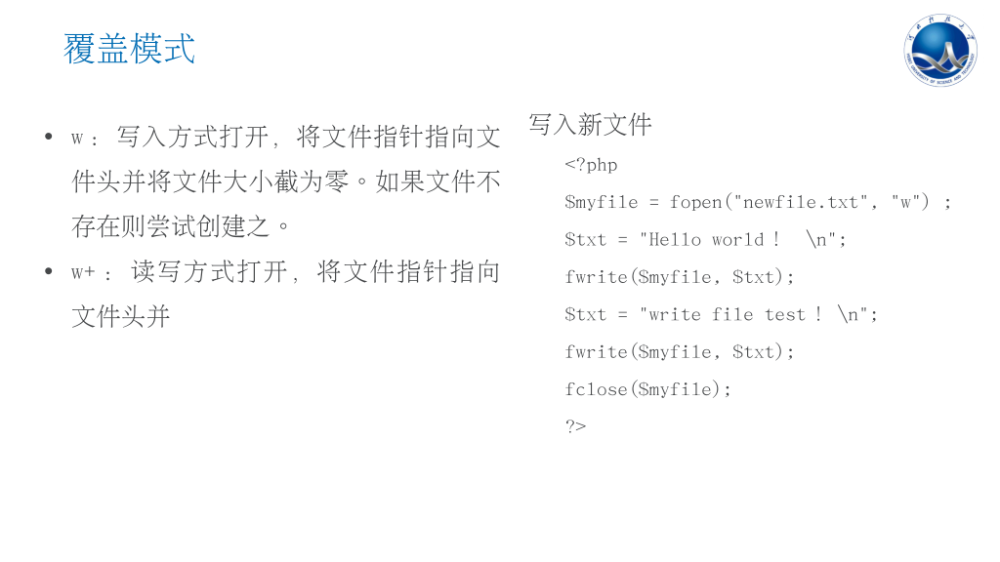 覆盖模式
• w： 写入方式打开，将文件指针指向文
件头并将文件大小截为零。如果文件不
存在则尝试创建之。
• w+： 读写方式打开，将文件指针指向
文件头并
写入新文件
<?php
$myfile = fopen("newfile.txt", "w") ;
$txt = "Hello world！ \n";
fwrite($myfile, $txt);
$txt = "write file test！\n";
fwrite($myfile, $txt);
fclose($myfile);
?>